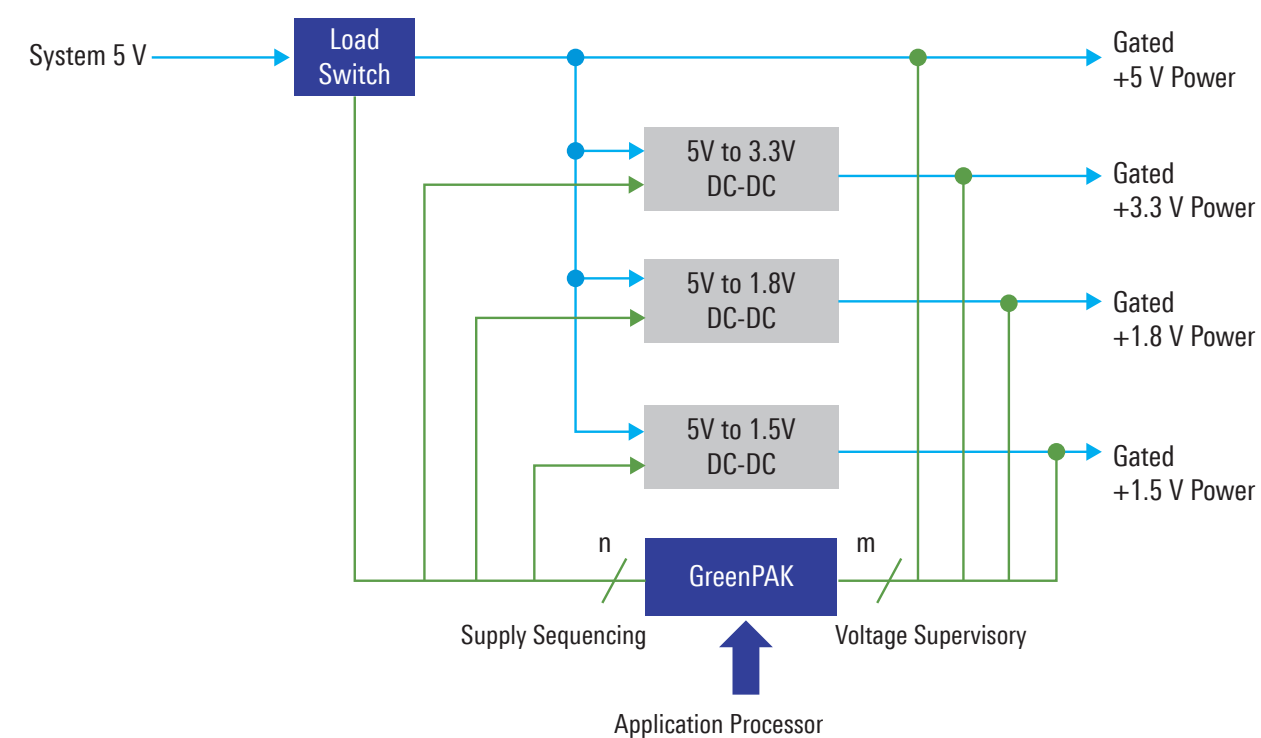 System 5 V
Load
Switch
Gated
+5 V Power
5V to 3.3V
DC-DC
Gated
+3.3 V Power
5V to 1.8V
DC-DC
Gated
+1.8 V Power
5V to 1.5V
DC-DC
Gated
+1.5 V Power
n
GreenPAK
m
Supply Sequencing
Voltage Supervisory
Application Processor